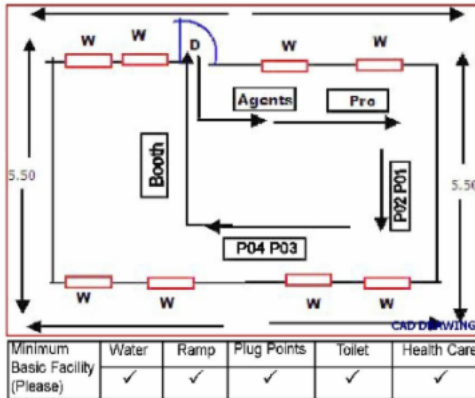 W W D W W
Agents Pro
5.50 Booth P02 P01 5.50
P04 P03
W W W W
CAD DRAWING
Minimum Basic Facility (Please) Water Ramp Plug Points Toilet Health Care
✓ ✓ ✓ ✓ ✓